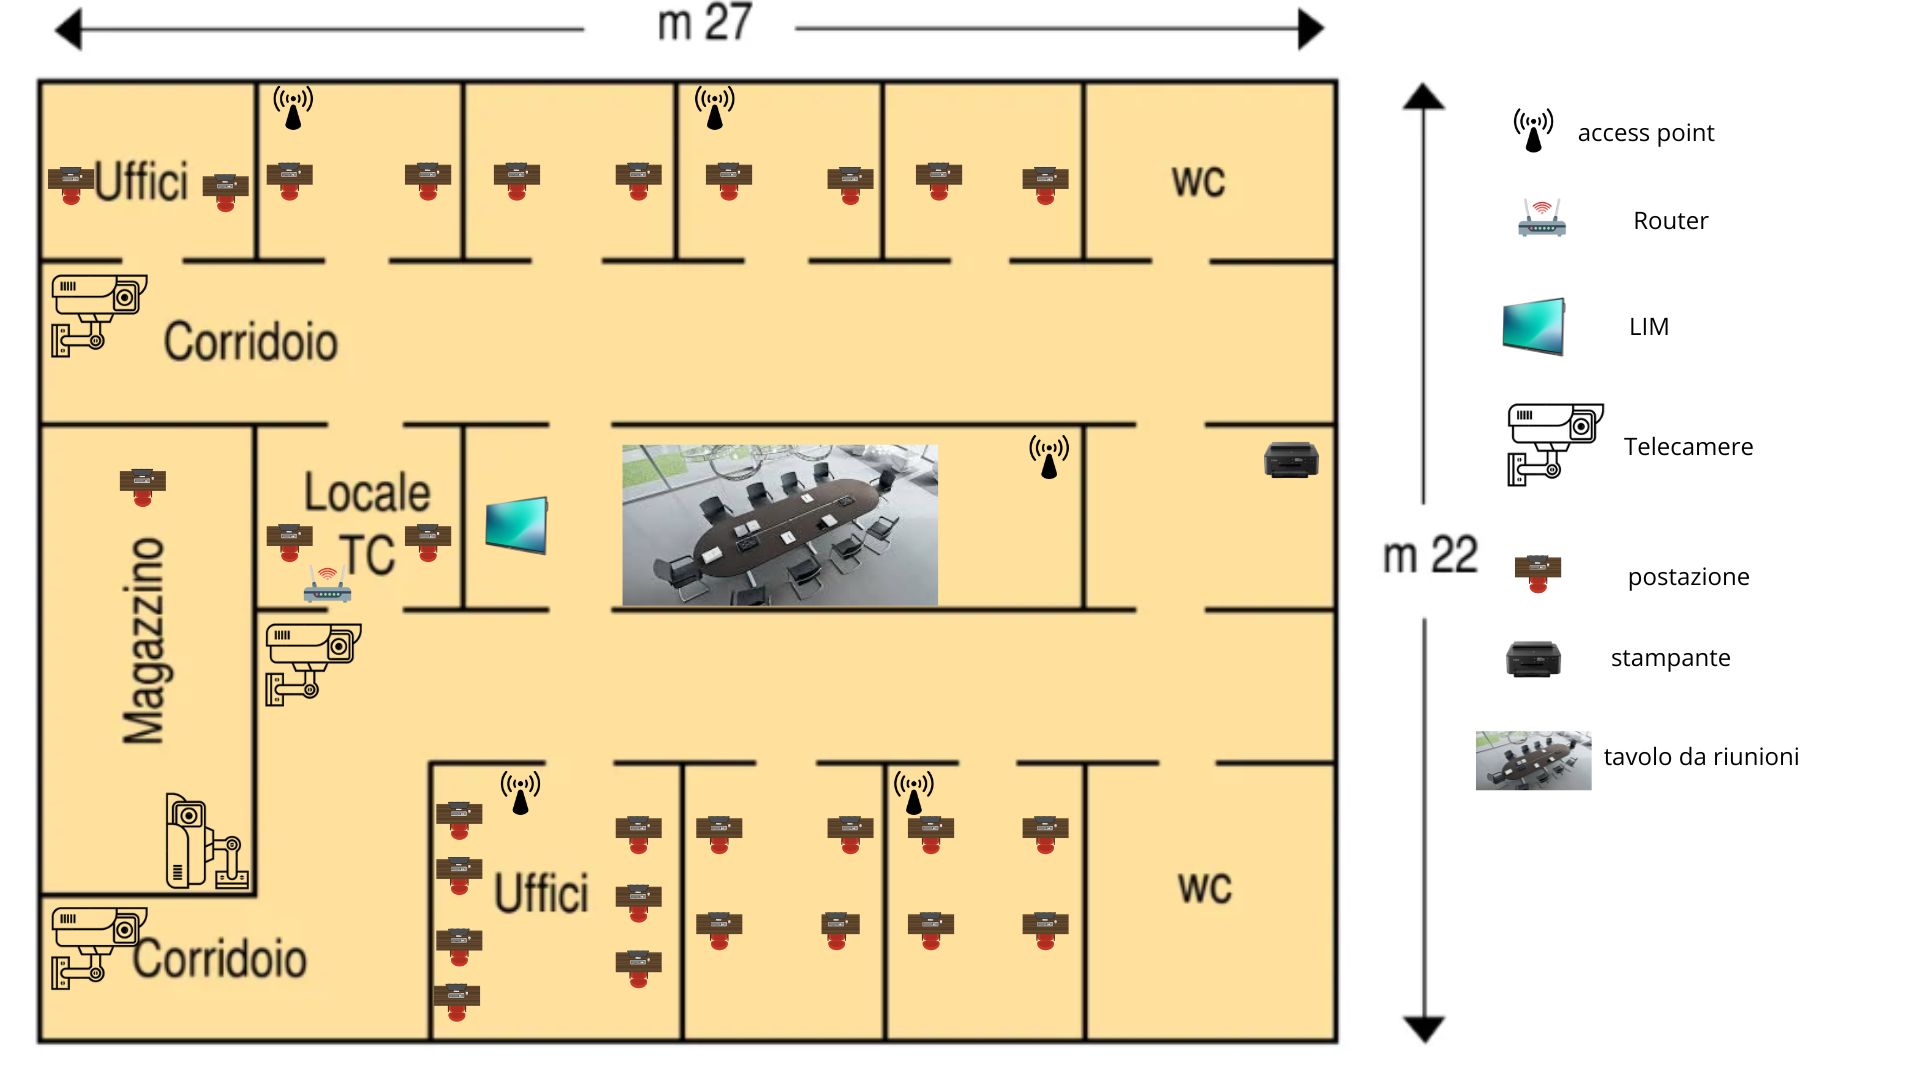 m 27
Uffici
wc
Corridoio
Locale
TC
Magazzino
Uffici
wc
Corridoio
m 22
access point
Router
LIM
Telecamere
postazione
stampante
tavolo da riunioni